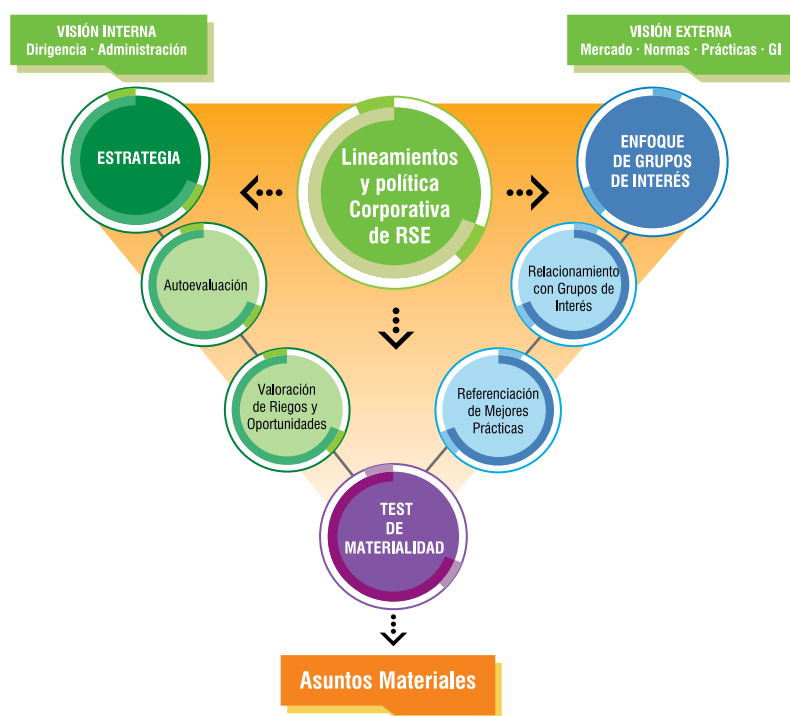 VISIÓN INTERNA
Dirigencia · Administración
VISIÓN EXTERNA
Mercado · Normas · Prácticas · GI
ESTRATEGIA
Lineamientos
y política
Corporativa
de RSE
ENFOQUE
DE GRUPOS
DE INTERÉS
Autoevaluación
Relacionamiento
con Grupos de
Interés
Valoración
de Riegos y
Oportunidades
Referenciación
de Mejores
Prácticas
TEST
DE
MATERIALIDAD
Asuntos Materiales